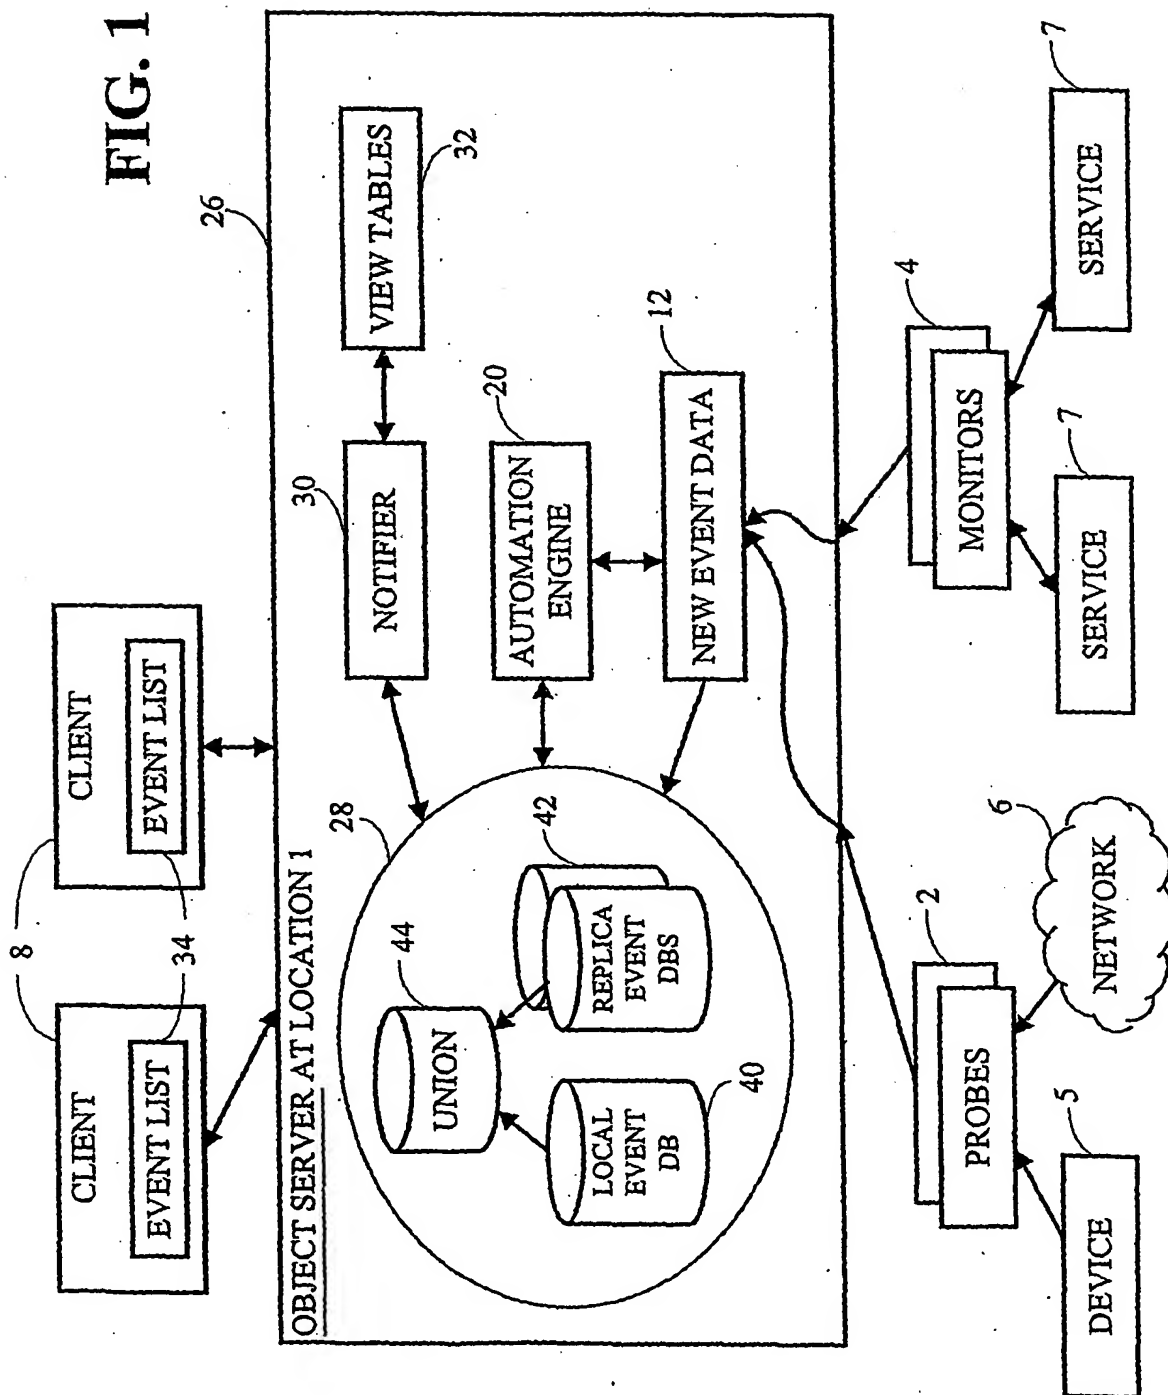 FIG. 1
8
CLIENT
EVENT LIST
34
CLIENT
EVENT LIST
26
OBJECT SERVER AT LOCATION 1
28
44
UNION
42
REPLICA
EVENT
DBS
LOCAL
EVENT
DB
40
30
NOTIFIER
VIEW TABLES
32
20
AUTOMATION
ENGINE
12
NEW EVENT DATA
2
PROBES
5
DEVICE
6
NETWORK
4
MONITORS
7
SERVICE
7
SERVICE